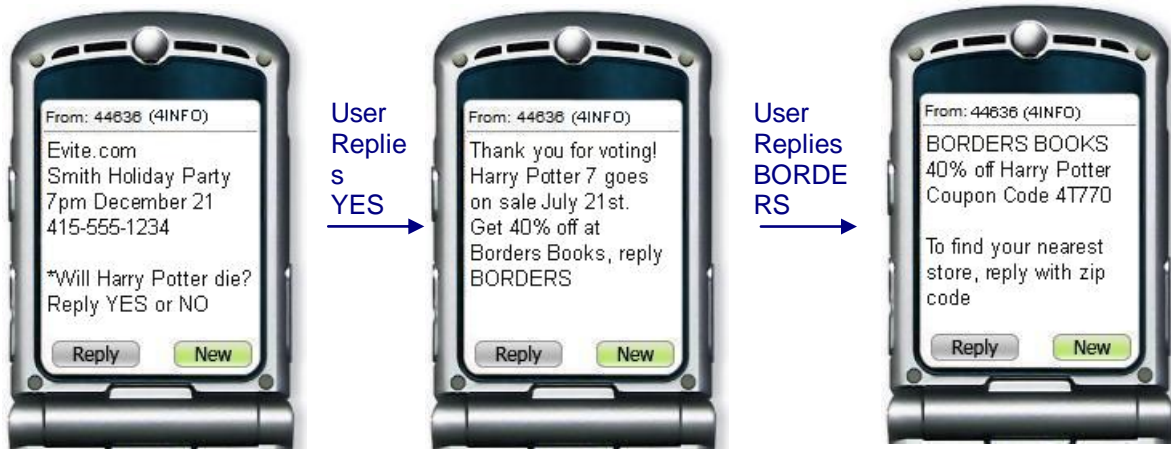 From: 44636 (4INFO)
Evite.com
Smith Holiday Party
7pm December 21
415-555-1234
*Will Harry Potter die?
Reply YES or NO
Reply New
User
Replie
s
YES
From: 44636 (4INFO)
Thank you for voting!
Harry Potter 7 goes
on sale July 21st.
Get 40% off at
Borders Books, reply
BORDERS
Reply New
User
Replies
BORDE
RS
From: 44636 (4INFO)
BORDERS BOOKS
40% off Harry Potter
Coupon Code 4T770
To find your nearest
store, reply with zip
code
Reply New